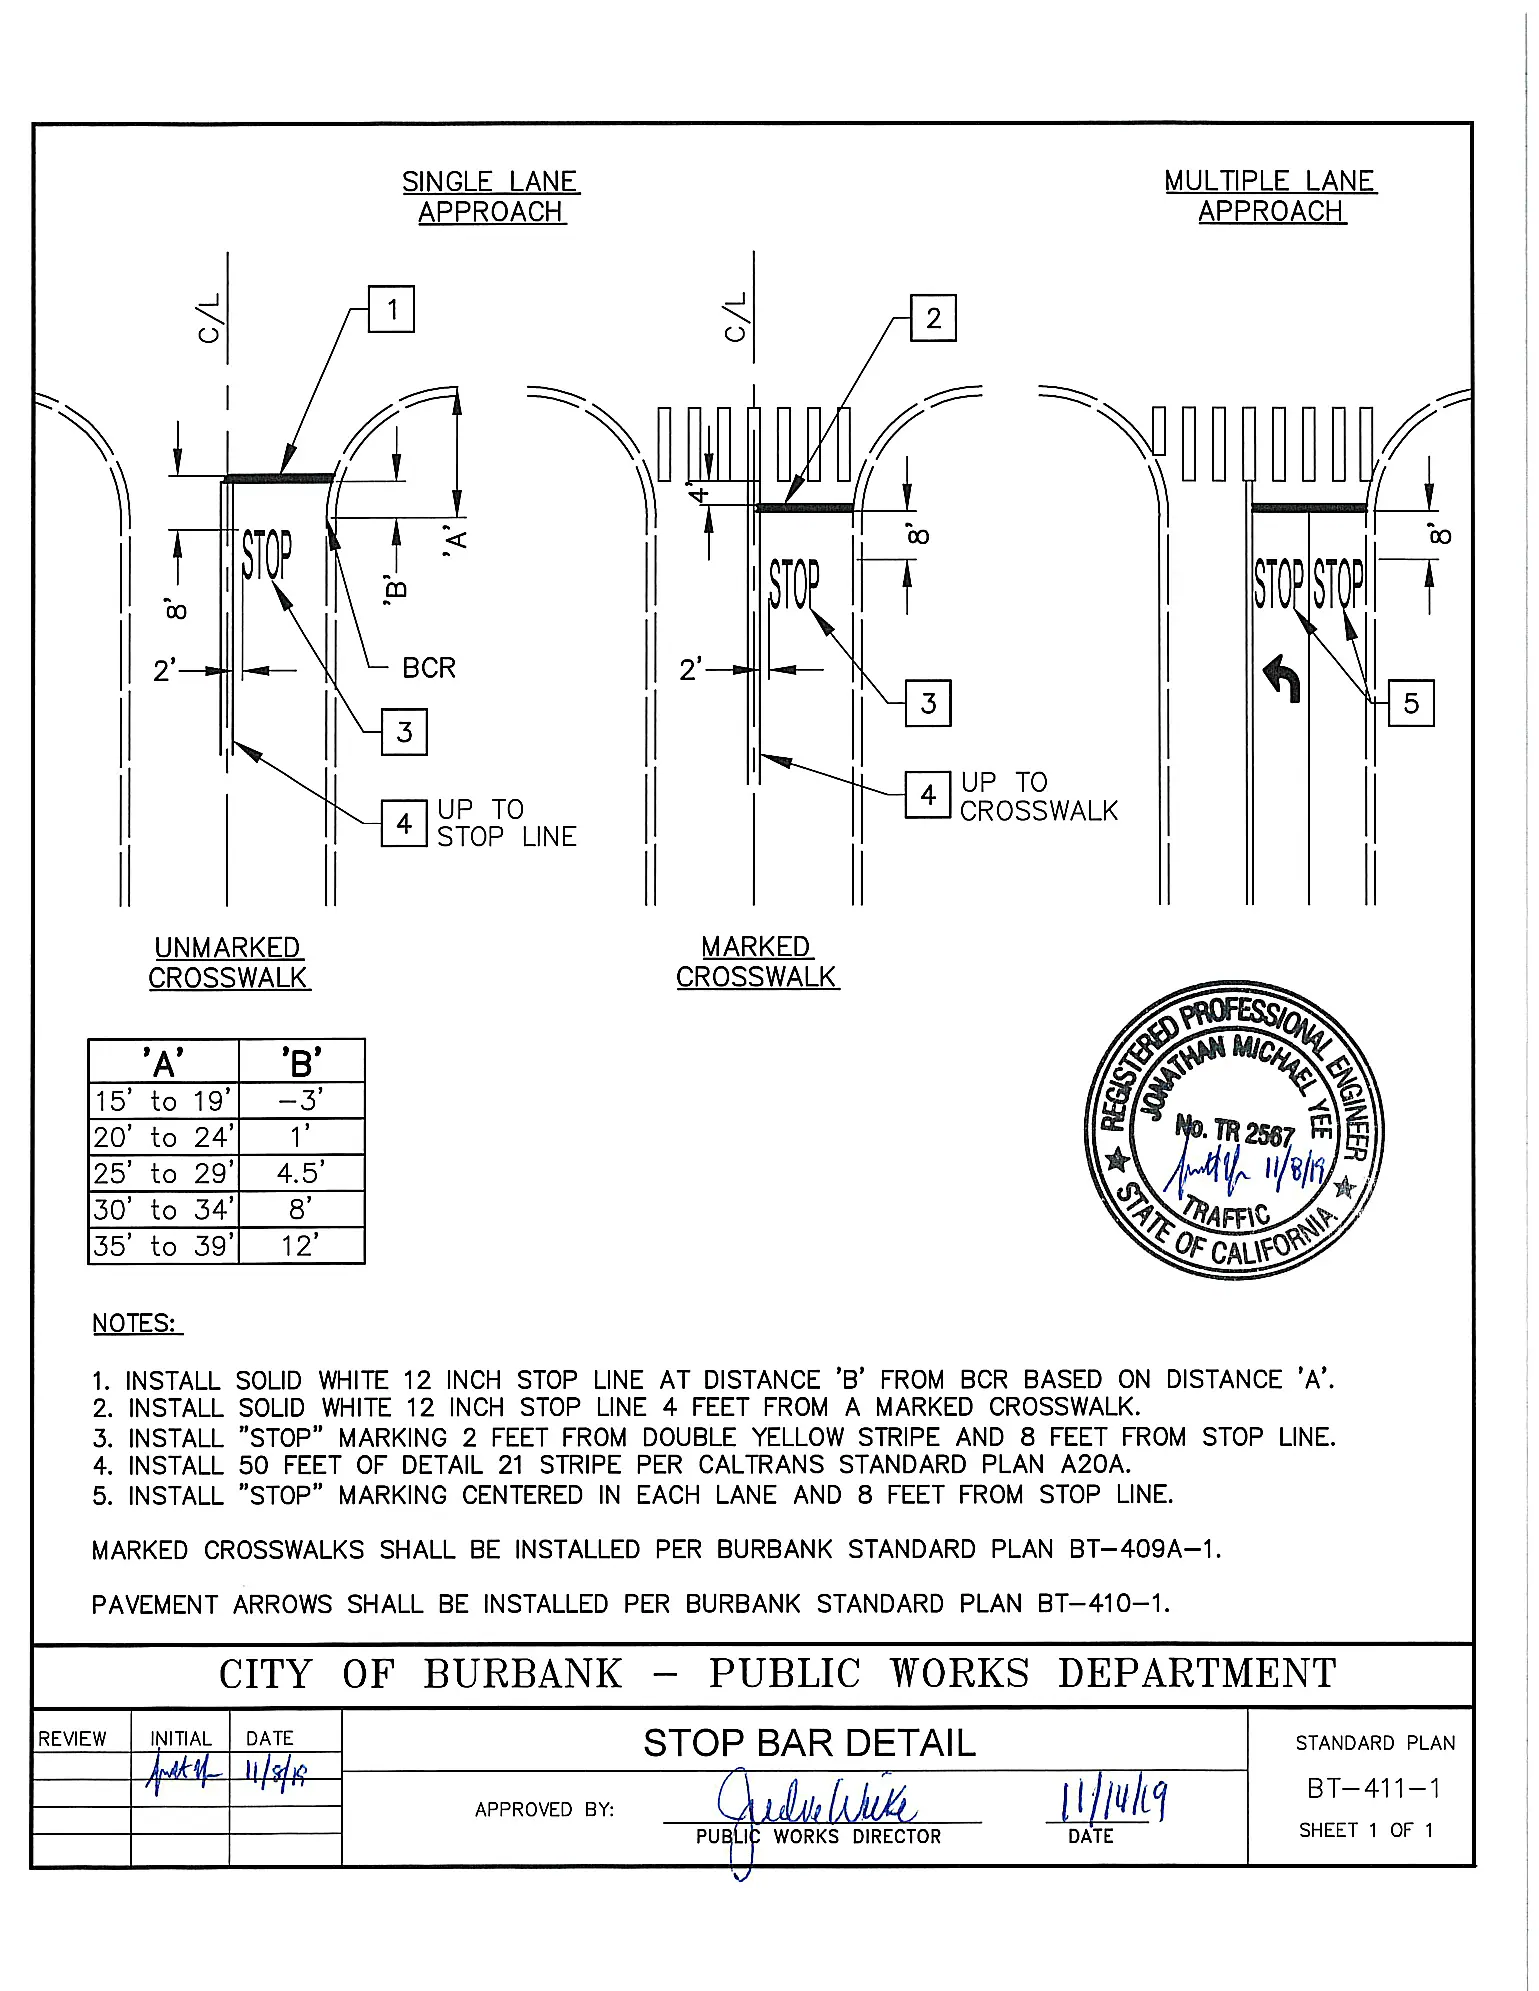 SINGLE LANE
APPROACH
MULTIPLE LANE
APPROACH
C/L
1
C/L
2
STOP
8'
2'
'B'
'A'
BCR
3
4
UP TO
STOP LINE
4'
8'
STOP
2'
3
4
UP TO
CROSSWALK
8'
STOP STOP
5
UNMARKED
CROSSWALK
MARKED
CROSSWALK
'A' 'B'
15' to 19' -3'
20' to 24' 1'
25' to 29' 4.5'
30' to 34' 8'
35' to 39' 12'
REGISTERED PROFESSIONAL ENGINEER
JONATHAN MICHAEL YEE
No. TR 2567
11/8/19
TRAFFIC
STATE OF CALIFORNIA
NOTES:
1. INSTALL SOLID WHITE 12 INCH STOP LINE AT DISTANCE 'B' FROM BCR BASED ON DISTANCE 'A'.
2. INSTALL SOLID WHITE 12 INCH STOP LINE 4 FEET FROM A MARKED CROSSWALK.
3. INSTALL "STOP" MARKING 2 FEET FROM DOUBLE YELLOW STRIPE AND 8 FEET FROM STOP LINE.
4. INSTALL 50 FEET OF DETAIL 21 STRIPE PER CALTRANS STANDARD PLAN A20A.
5. INSTALL "STOP" MARKING CENTERED IN EACH LANE AND 8 FEET FROM STOP LINE.
MARKED CROSSWALKS SHALL BE INSTALLED PER BURBANK STANDARD PLAN BT-409A-1.
PAVEMENT ARROWS SHALL BE INSTALLED PER BURBANK STANDARD PLAN BT-410-1.
CITY OF BURBANK - PUBLIC WORKS DEPARTMENT
REVIEW INITIAL DATE
11/8/19
STOP BAR DETAIL
APPROVED BY:
11/14/19
PUBLIC WORKS DIRECTOR
DATE
STANDARD PLAN
BT-411-1
SHEET 1 OF 1